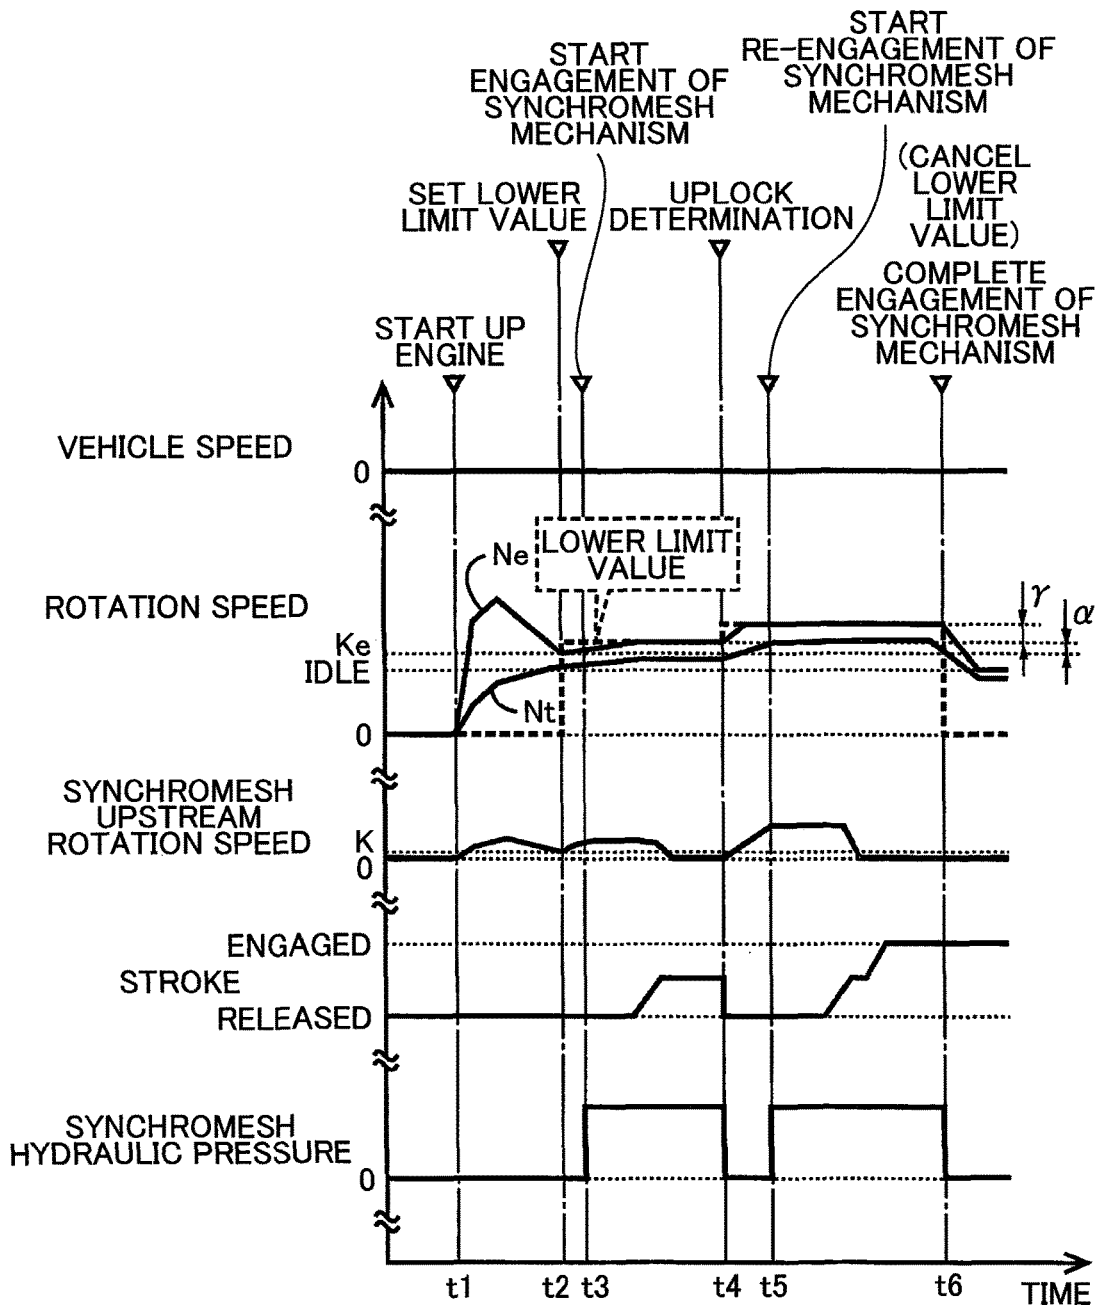 START
ENGAGEMENT OF
SYNCHROMESH
MECHANISM
START
RE-ENGAGEMENT OF
SYNCHROMESH
MECHANISM
(CANCEL
LOWER
LIMIT
VALUE)
SET LOWER
LIMIT VALUE
UPLOCK
DETERMINATION
COMPLETE
ENGAGEMENT OF
SYNCHROMESH
MECHANISM
START UP
ENGINE
VEHICLE SPEED
0
Ne
LOWER LIMIT
VALUE
ROTATION SPEED
γ
α
Ke
IDLE
Nt
0
SYNCHROMESH
UPSTREAM
ROTATION SPEED
K
0
ENGAGED
STROKE
RELEASED
SYNCHROMESH
HYDRAULIC PRESSURE
0
t1 t2 t3 t4 t5 t6 TIME